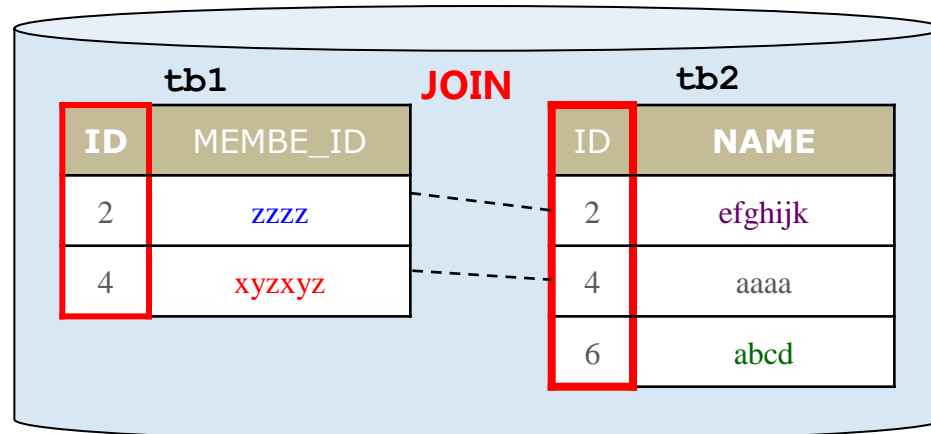 tb1 JOIN tb2
ID MEMBE_ID ID NAME
2 zzzz 2 efghijk
4 xyzxyz 4 aaaa
6 abcd